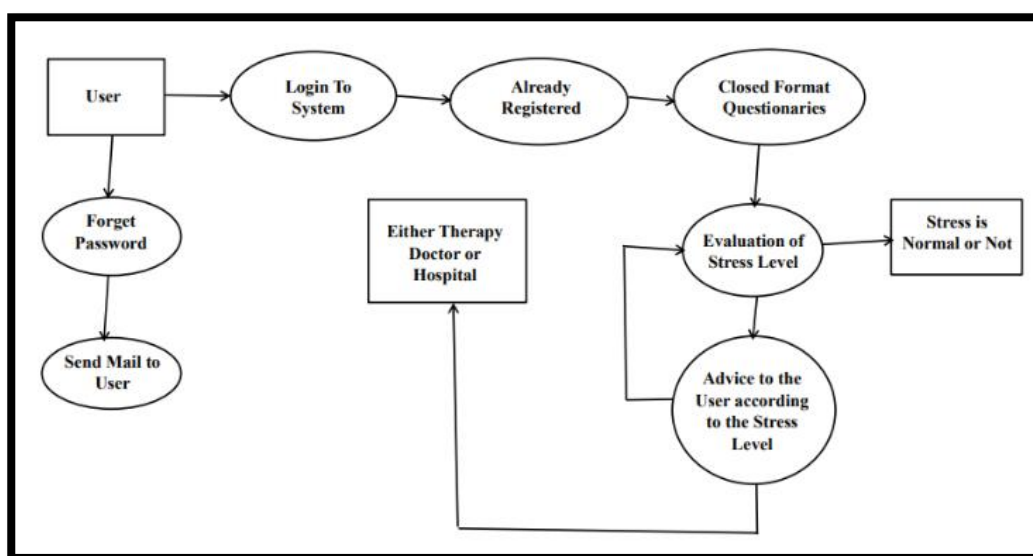 User
Login To
System
Already
Registered
Closed Format
Questionaries
Forget
Password
Either Therapy
Doctor or
Hospital
Evaluation of
Stress Level
Stress is
Normal or Not
Send Mail to
User
Advice to the
User according
to the Stress
Level